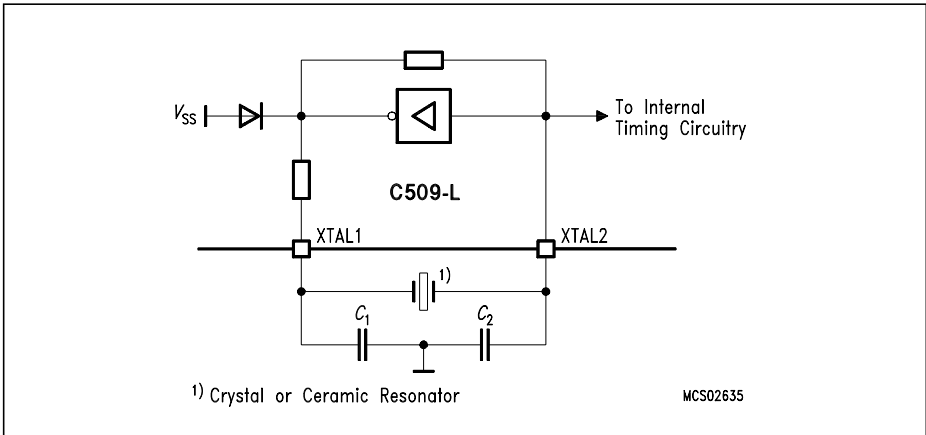 V_SS
To Internal
Timing Circuitry
C509-L
XTAL1
XTAL2
1)
C_1
C_2
1) Crystal or Ceramic Resonator
MCS02635